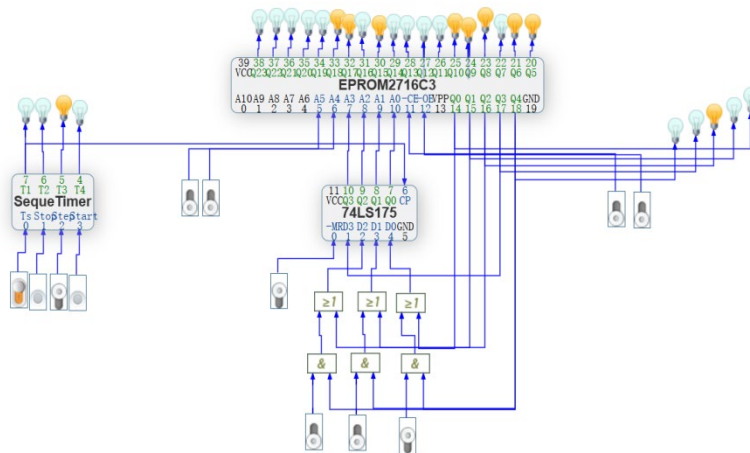 39 38 37 36 35 34 33 32 31 30 29 28 27 26 25 24 23 22 21 20
VCC Q23 Q22 Q21 Q20 Q19 Q18 Q17 Q16 Q15 Q14 Q13 Q12 Q11 Q10 Q9 Q8 Q7 Q6 Q5
EPROM2716C3
A10 A9 A8 A7 A6 A5 A4 A3 A2 A1 A0 -CE -OE VPP Q0 Q1 Q2 Q3 Q4 GND
0 1 2 3 4 5 6 7 8 9 10 11 12 13 14 15 16 17 18 19
7 6 5 4
T1 T2 T3 T4
SequeTimer
Ts Stop Step Start
0 1 2 3
11 10 9 8 7 6
VCC Q3 Q2 Q1 Q0 CP
74LS175
-MR D3 D2 D1 D0 GND
0 1 2 3 4 5
≥1 ≥1 ≥1
& & &